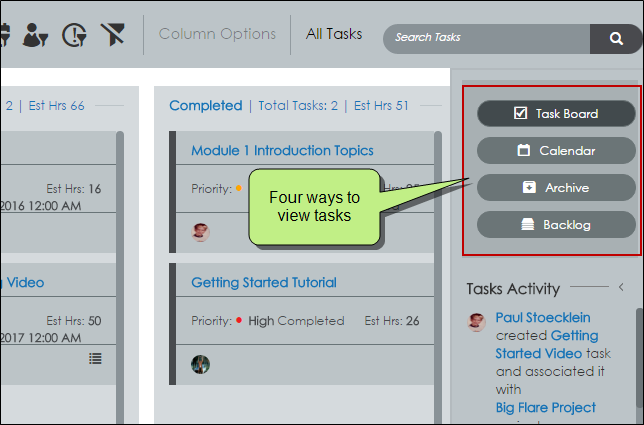 Column Options
All Tasks
Search Tasks
2 | Est Hrs 66
Est Hrs: 16
2016 12:00 AM
Video
Est Hrs: 50
2017 12:00 AM
Completed | Total Tasks: 2 | Est Hrs 51
Module 1 Introduction Topics
Priority:
Est Hrs: 25
Getting Started Tutorial
Priority: High Completed Est Hrs: 26
Four ways to
view tasks
Task Board
Calendar
Archive
Backlog
Tasks Activity
Paul Stoecklein
created Getting
Started Video task
and associated it
with
Big Flare Project